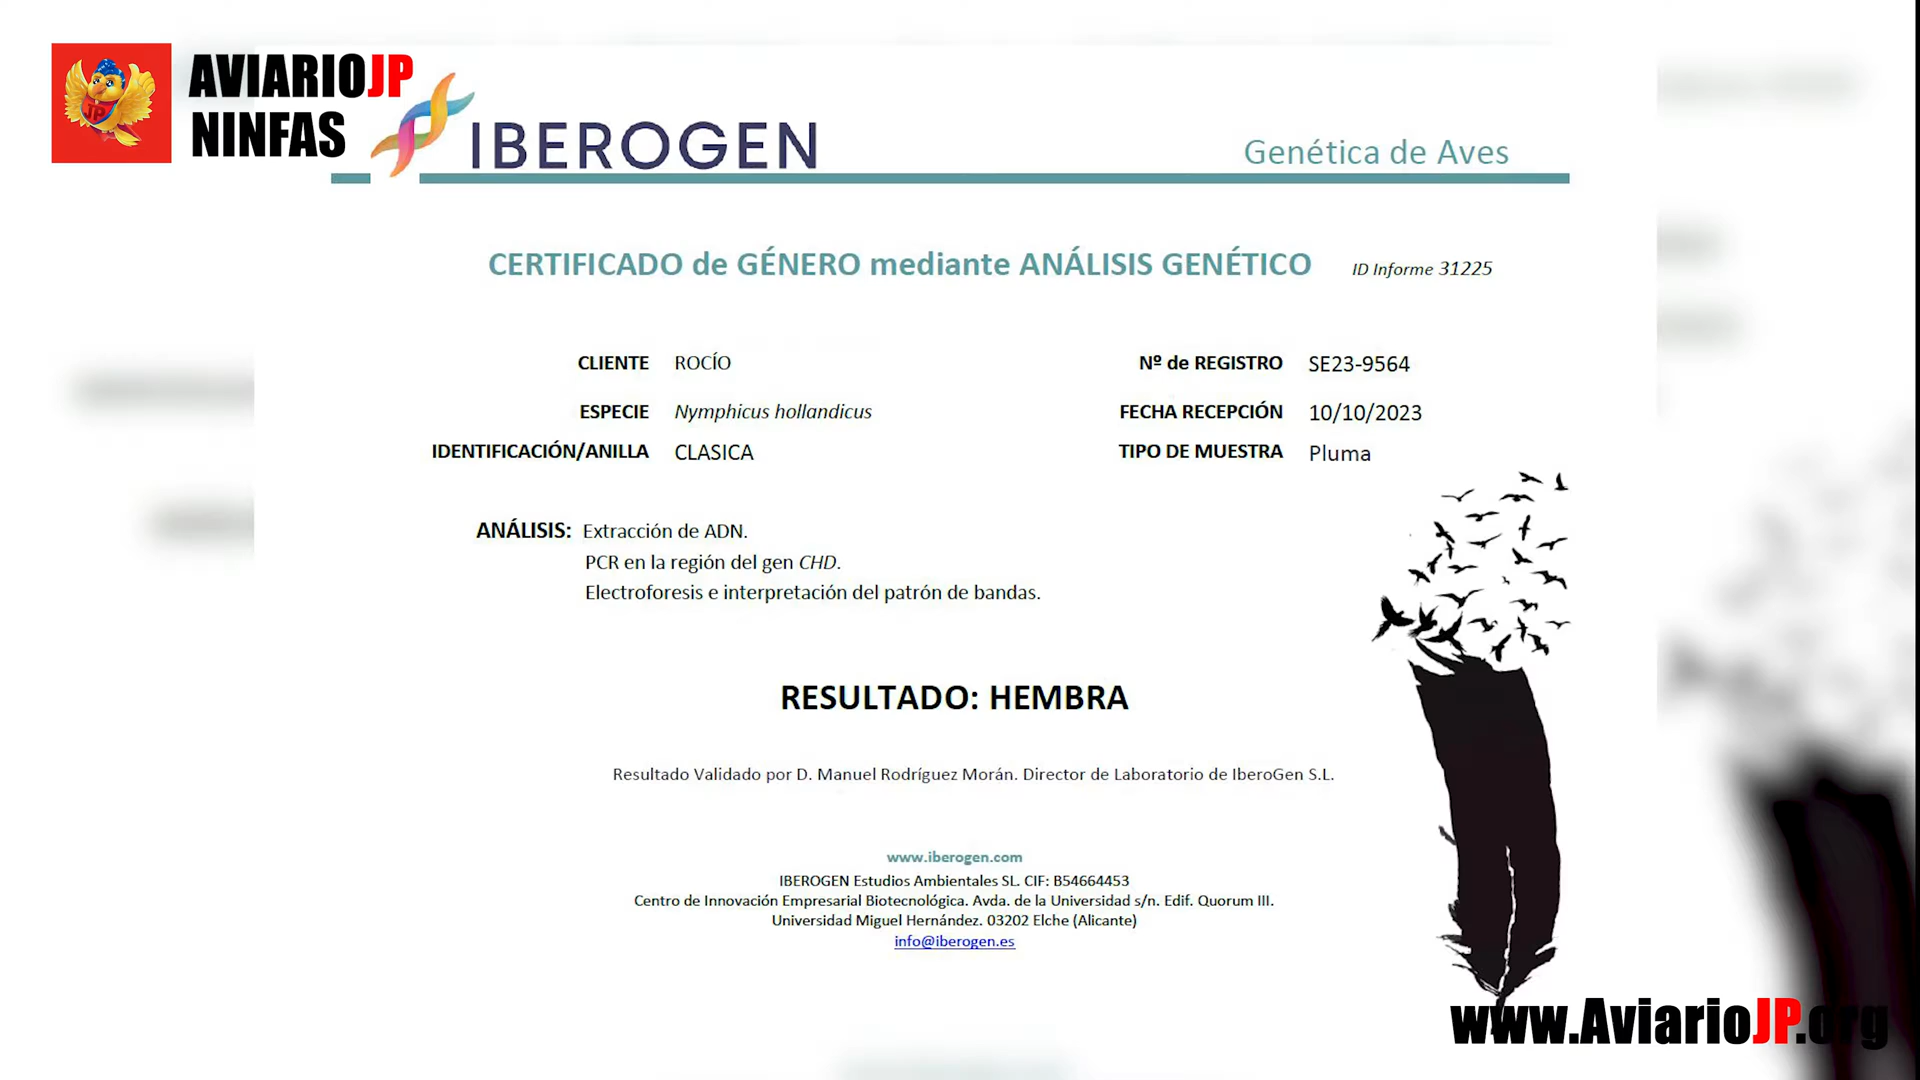 AVIARIOJP
NINFAS
JP
IBEROGEN
Genética de Aves
CERTIFICADO de GÉNERO mediante ANÁLISIS GENÉTICO ID Informe 31225
CLIENTE ROCÍO Nº de REGISTRO SE23-9564
ESPECIE Nymphicus hollandicus FECHA RECEPCIÓN 10/10/2023
IDENTIFICACIÓN/ANILLA CLASICA TIPO DE MUESTRA Pluma
ANÁLISIS: Extracción de ADN.
PCR en la región del gen CHD.
Electroforesis e interpretación del patrón de bandas.
RESULTADO: HEMBRA
Resultado Validado por D. Manuel Rodríguez Morán. Director de Laboratorio de IberoGen S.L.
www.iberogen.com
IBEROGEN Estudios Ambientales SL. CIF: B54664453
Centro de Innovación Empresarial Biotecnológica. Avda. de la Universidad s/n. Edif. Quorum III.
Universidad Miguel Hernández. 03202 Elche (Alicante)
info@iberogen.es
www.AviarioJP.org